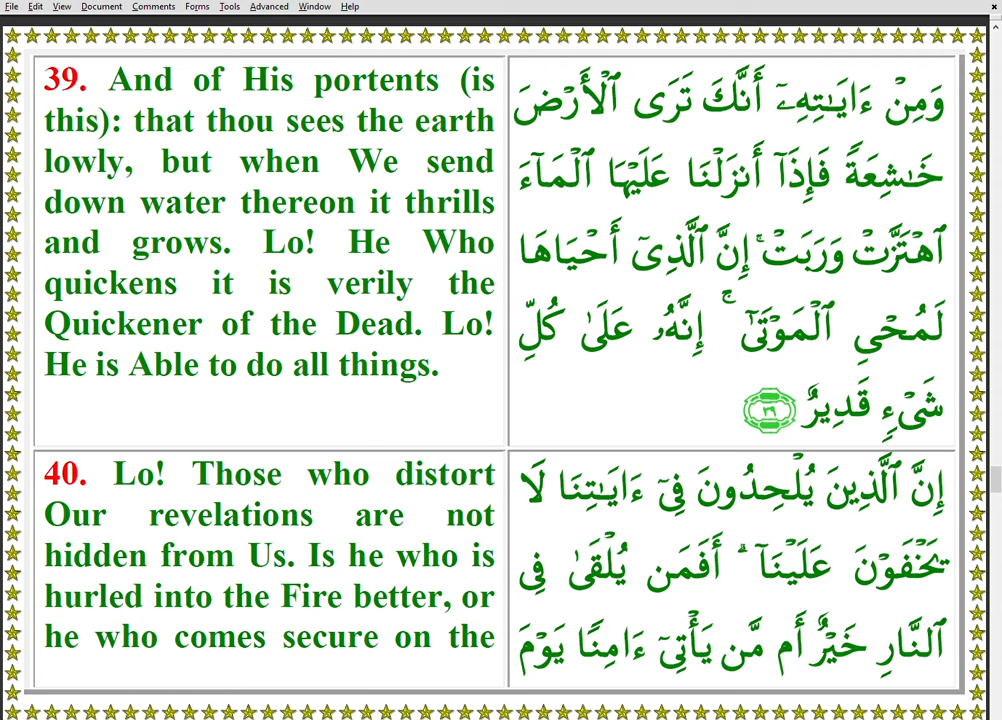 File Edit View Document Comments Forms Tools Advanced Window Help
39. And of His portents (is
this): that thou sees the earth
lowly, but when We send
down water thereon it thrills
and grows. Lo! He Who
quickens it is verily the
Quickener of the Dead. Lo!
He is Able to do all things.
وَمِنْ ءَايَـٰتِهِۦٓ أَنَّكَ تَرَى ٱلْأَرْضَ
خَـٰشِعَةً فَإِذَآ أَنزَلْنَا عَلَيْهَا ٱلْمَآءَ
ٱهْتَزَّتْ وَرَبَتْ ۚ إِنَّ ٱلَّذِىٓ أَحْيَاهَا
لَمُحْىِ ٱلْمَوْتَىٰٓ ۚ إِنَّهُۥ عَلَىٰ كُلِّ
شَىْءٍ قَدِيرٌ ٣٩
40. Lo! Those who distort
Our revelations are not
hidden from Us. Is he who is
hurled into the Fire better, or
he who comes secure on the
إِنَّ ٱلَّذِينَ يُلْحِدُونَ فِىٓ ءَايَـٰتِنَا لَا
يَخْفَوْنَ عَلَيْنَآ ۗ أَفَمَن يُلْقَىٰ فِى
ٱلنَّارِ خَيْرٌ أَم مَّن يَأْتِىٓ ءَامِنًا يَوْمَ